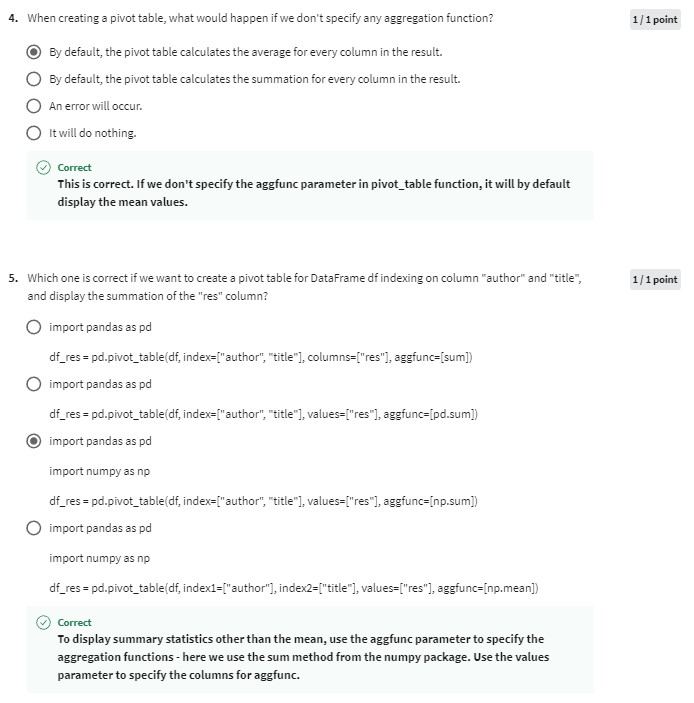 4. When creating a pivot table, what would happen if we don't specify any aggregation function?
1 / 1 point
By default, the pivot table calculates the average for every column in the result.
By default, the pivot table calculates the summation for every column in the result.
An error will occur.
It will do nothing.
Correct
This is correct. If we don't specify the aggfunc parameter in pivot_table function, it will by default
display the mean values.
5. Which one is correct if we want to create a pivot table for DataFrame df indexing on column "author" and "title",
1 / 1 point
and display the summation of the "res" column?
import pandas as pd
df_res = pd.pivot_table(df, index=["author", "title"], columns=["res"], aggfunc=[sum])
import pandas as pd
df_res = pd.pivot_table(df, index=["author", "title"], values=["res"], aggfunc=[pd.sum])
import pandas as pd
import numpy as np
df_res = pd.pivot_table(df, index=["author", "title"], values=["res"], aggfunc=[np.sum])
import pandas as pd
import numpy as np
df_res = pd.pivot_table(df, index1=["author"], index2=["title"], values=["res"], aggfunc=[np.mean])
Correct
To display summary statistics other than the mean, use the aggfunc parameter to specify the
aggregation functions - here we use the sum method from the numpy package. Use the values
parameter to specify the columns for aggfunc.